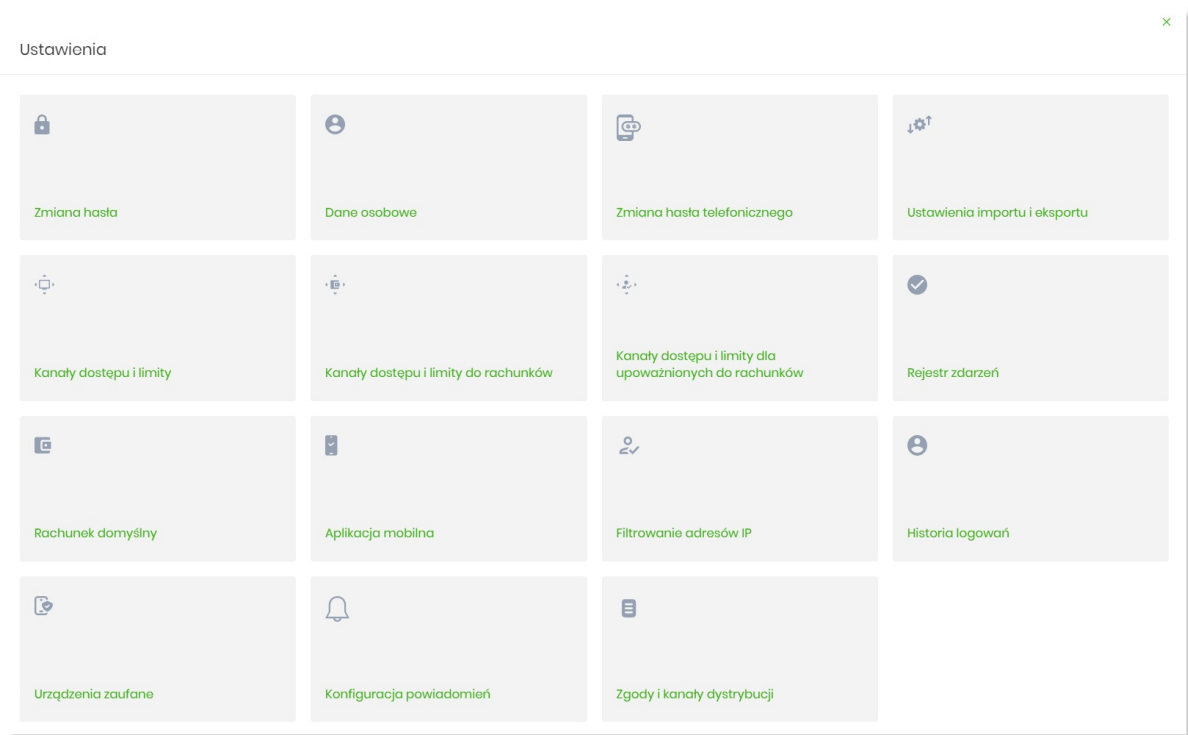 Ustawienia
Zmiana hasła
Dane osobowe
Zmiana hasła telefonicznego
Ustawienia importu i eksportu
Kanały dostępu i limity
Kanały dostępu i limity do rachunków
Kanały dostępu i limity dla
upoważnionych do rachunków
Rejestr zdarzeń
Rachunek domyślny
Aplikacja mobilna
Filtrowanie adresów IP
Historia logowań
Urządzenia zaufane
Konfiguracja powiadomień
Zgody i kanały dystrybucji